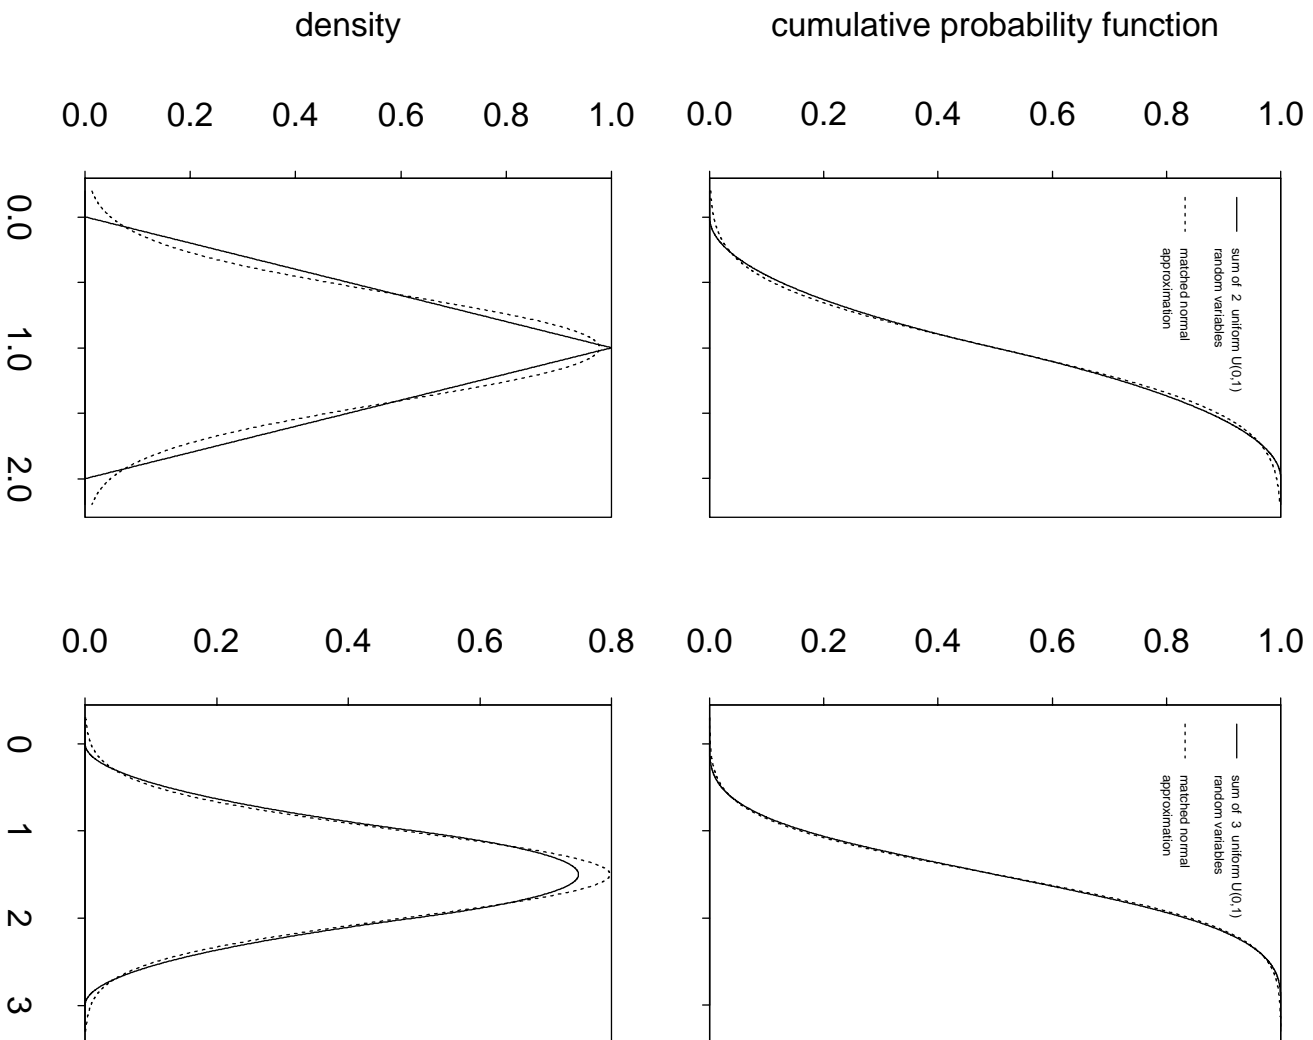 density
cumulative probability function
0.0 0.2 0.4 0.6 0.8 1.0
0.0 0.2 0.4 0.6 0.8 1.0
0.0 1.0 2.0
sum of 2 uniform U(0,1)
random variables
matched normal
approximation
0.0 0.2 0.4 0.6 0.8
0.0 0.2 0.4 0.6 0.8 1.0
0 1 2 3
sum of 3 uniform U(0,1)
random variables
matched normal
approximation